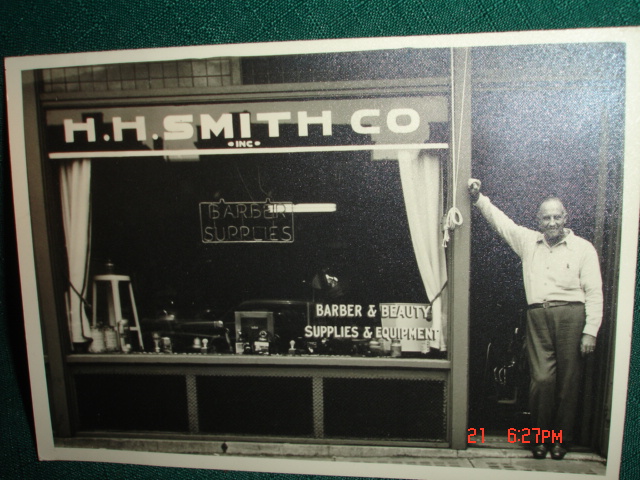 H.H. SMITH CO
•INC•
BARBER
SUPPLIES
BARBER & BEAUTY
SUPPLIES & EQUIPMENT
21 6:27PM